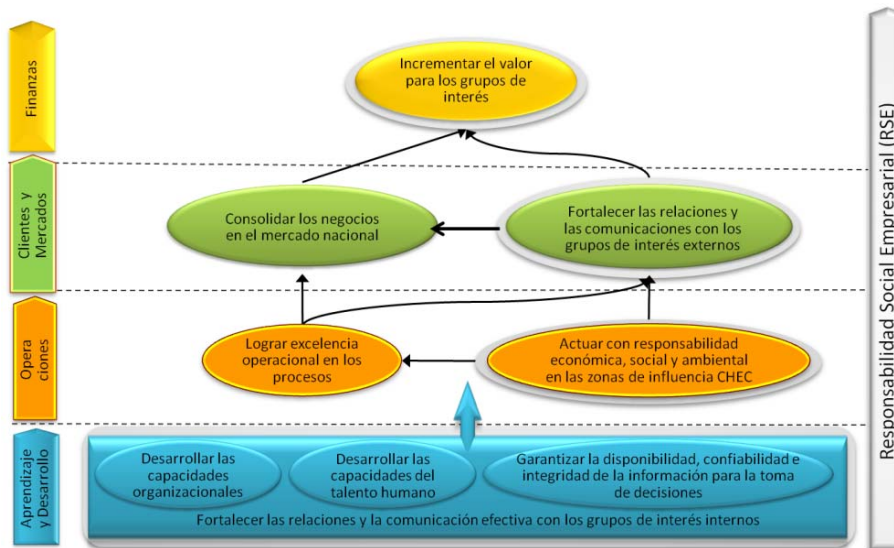 Finanzas
Incrementar el valor
para los grupos de
interés
Clientes y
Mercados
Consolidar los negocios
en el mercado nacional
Fortalecer las relaciones y
las comunicaciones con los
grupos de interés externos
Opera
ciones
Lograr excelencia
operacional en los
procesos
Actuar con responsabilidad
económica, social y ambiental
en las zonas de influencia CHEC
Aprendizaje
y Desarrollo
Desarrollar las
capacidades
organizacionales
Desarrollar las
capacidades del
talento humano
Garantizar la disponibilidad, confiabilidad e
integridad de la información para la toma
de decisiones
Fortalecer las relaciones y la comunicación efectiva con los grupos de interés internos
Responsabilidad Social Empresarial (RSE)